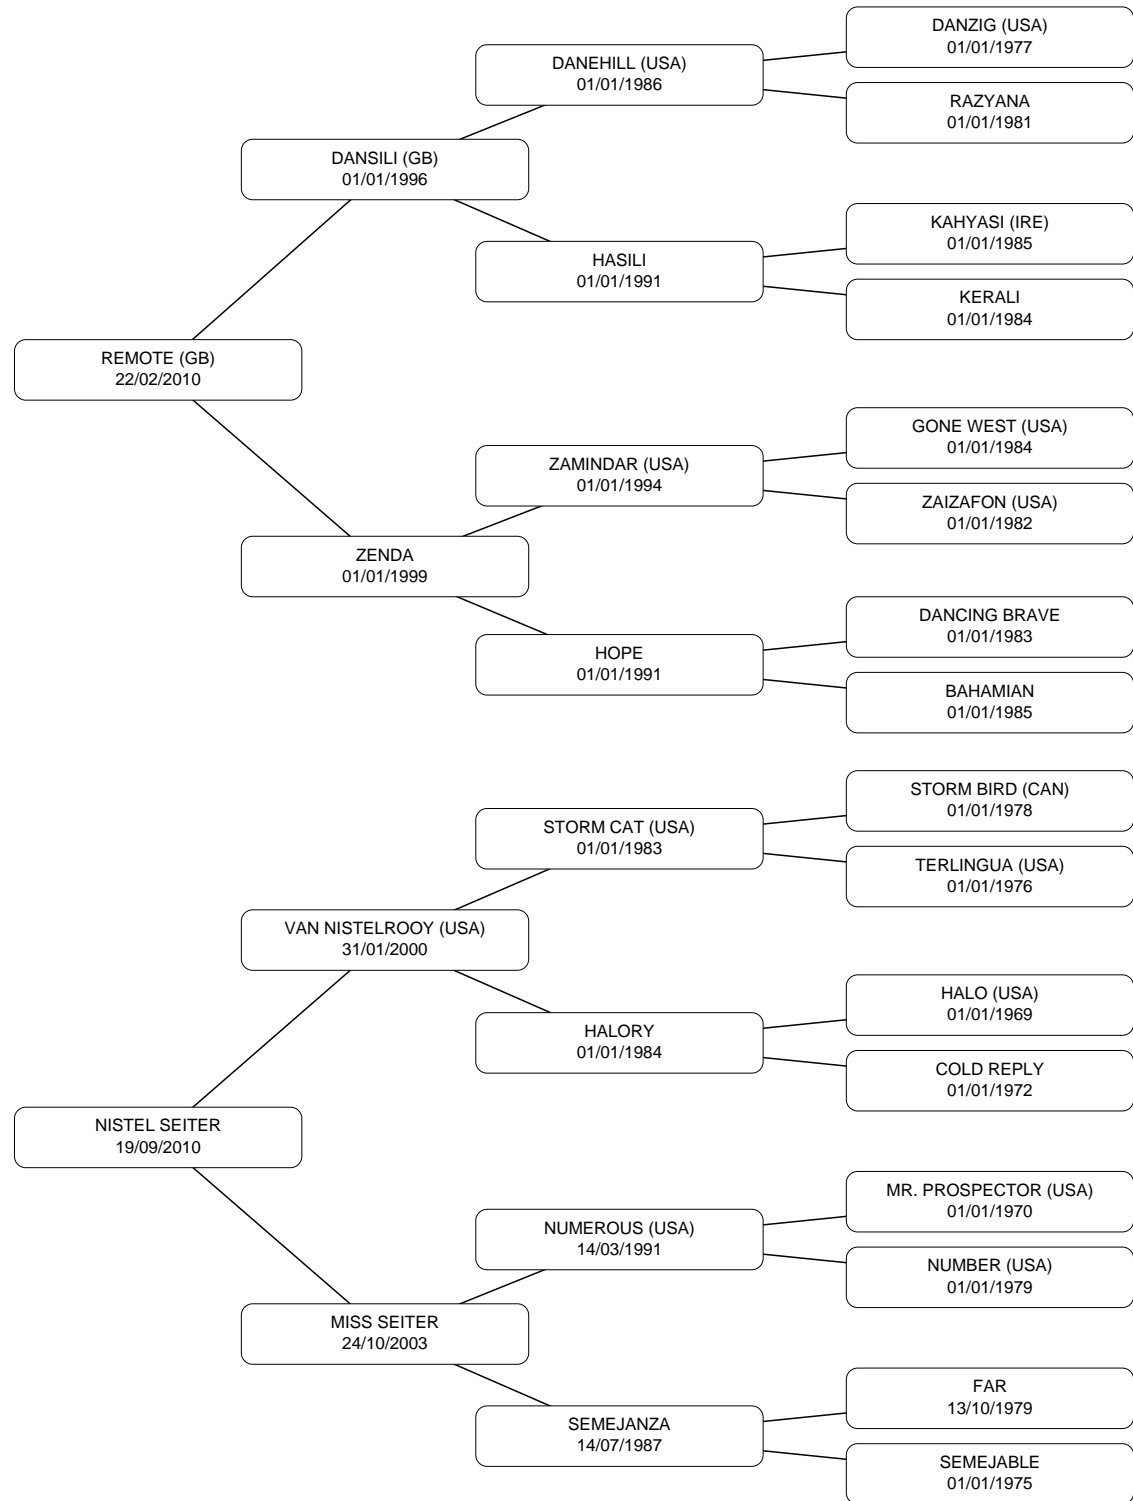 DANZIG (USA)
01/01/1977
DANEHILL (USA)
01/01/1986
RAZYANA
01/01/1981
DANSILI (GB)
01/01/1996
KAHYASI (IRE)
01/01/1985
HASILI
01/01/1991
KERALI
01/01/1984
REMOTE (GB)
22/02/2010
GONE WEST (USA)
01/01/1984
ZAMINDAR (USA)
01/01/1994
ZAIZAFON (USA)
01/01/1982
ZENDA
01/01/1999
DANCING BRAVE
01/01/1983
HOPE
01/01/1991
BAHAMIAN
01/01/1985
STORM BIRD (CAN)
01/01/1978
STORM CAT (USA)
01/01/1983
TERLINGUA (USA)
01/01/1976
VAN NISTELROOY (USA)
31/01/2000
HALO (USA)
01/01/1969
HALORY
01/01/1984
COLD REPLY
01/01/1972
NISTEL SEITER
19/09/2010
MR. PROSPECTOR (USA)
01/01/1970
NUMEROUS (USA)
14/03/1991
NUMBER (USA)
01/01/1979
MISS SEITER
24/10/2003
FAR
13/10/1979
SEMEJANZA
14/07/1987
SEMEJABLE
01/01/1975